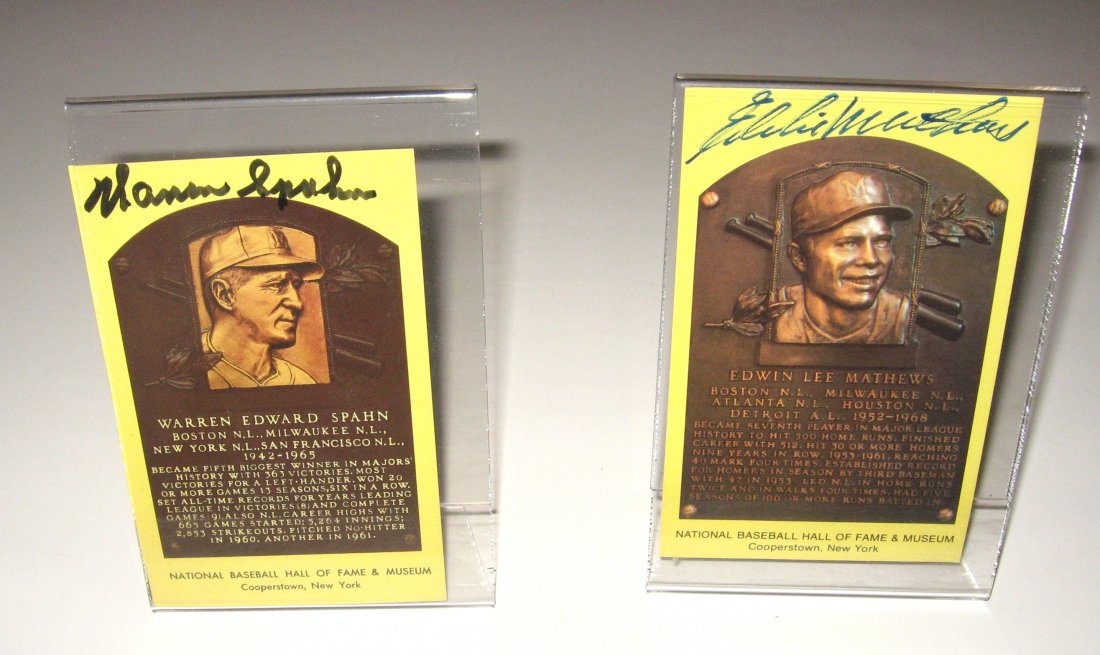 Warren Spahn
WARREN EDWARD SPAHN
BOSTON N.L., MILWAUKEE N.L.,
NEW YORK N.L., SAN FRANCISCO N.L.,
1942-1965
BECAME FIFTH BIGGEST WINNER IN MAJORS'
HISTORY WITH 363 VICTORIES. MOST
VICTORIES FOR A LEFT-HANDER. WON 20
OR MORE GAMES 13 SEASONS, SIX IN A ROW.
SET ALL-TIME RECORDS FOR YEARS LEADING
LEAGUE IN VICTORIES (8) AND COMPLETE
GAMES (9). ALSO N.L. CAREER HIGHS WITH
665 GAMES STARTED; 5,264 INNINGS;
2,853 STRIKEOUTS. PITCHED NO-HITTER
IN 1960, ANOTHER IN 1961.
NATIONAL BASEBALL HALL OF FAME & MUSEUM
Cooperstown, New York
Eddie Mathews
M
EDWIN LEE MATHEWS
BOSTON N.L., MILWAUKEE N.L.,
ATLANTA N.L., HOUSTON N.L.,
DETROIT A.L., 1952-1968
BECAME SEVENTH PLAYER IN MAJOR LEAGUE
HISTORY TO HIT 500 HOME RUNS. FINISHED
CAREER WITH 512. HIT 30 OR MORE HOMERS
NINE YEARS IN ROW, 1953-1961, REACHING
40 MARK FOUR TIMES. ESTABLISHED RECORD
FOR HOMERS IN SEASON BY THIRD BASEMAN
WITH 47 IN 1953. LED N.L. IN HOME RUNS
TWICE AND IN WALKS FOUR TIMES. HAD FIVE
SEASONS OF 100 OR MORE RUNS BATTED IN.
NATIONAL BASEBALL HALL OF FAME & MUSEUM
Cooperstown, New York